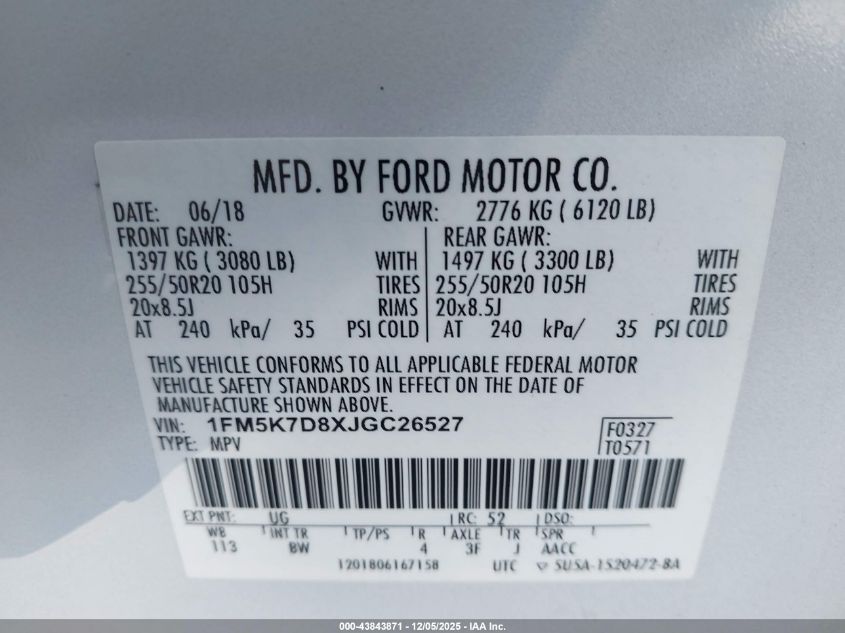 MFD. BY FORD MOTOR CO.
DATE: 06/18 GVWR: 2776 KG ( 6120 LB)
FRONT GAWR: REAR GAWR:
1397 KG ( 3080 LB) WITH 1497 KG ( 3300 LB) WITH
255/50R20 105H TIRES 255/50R20 105H TIRES
20x8.5J RIMS 20x8.5J RIMS
AT 240 kPa/ 35 PSI COLD AT 240 kPa/ 35 PSI COLD
THIS VEHICLE CONFORMS TO ALL APPLICABLE FEDERAL MOTOR
VEHICLE SAFETY STANDARDS IN EFFECT ON THE DATE OF
MANUFACTURE SHOWN ABOVE.
VIN: 1FM5K7D8XJGC26527 F0327
TYPE: MPV T0571
EXT PNT: UG RC: 52 DSO:
WB INT TR TP/PS R AXLE TR SPR
113 BW 4 3F J AACC
1201806167158 UTC ▽ 5USA-1520472-BA
000-43843871 - 12/05/2025 - IAA Inc.